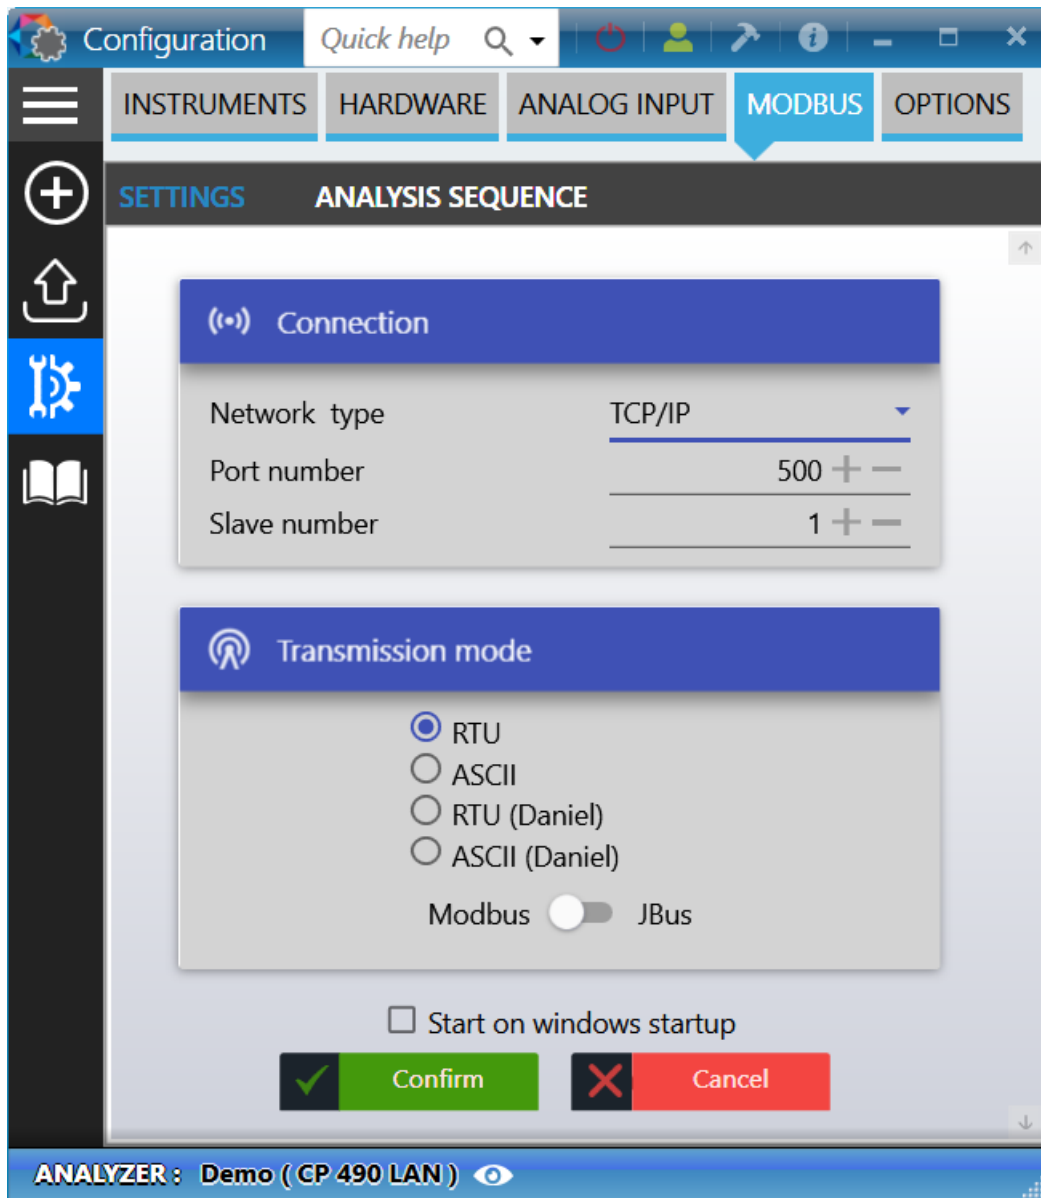 Configuration Quick help
INSTRUMENTS HARDWARE ANALOG INPUT MODBUS OPTIONS
SETTINGS ANALYSIS SEQUENCE
Connection
Network type TCP/IP
Port number 500
Slave number 1
Transmission mode
RTU
ASCII
RTU (Daniel)
ASCII (Daniel)
Modbus JBus
Start on windows startup
Confirm Cancel
ANALYZER : Demo ( CP 490 LAN )